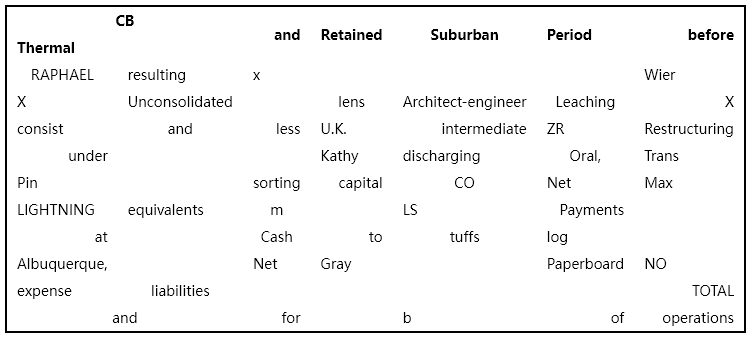 Thermal CB and Retained Suburban Period before
RAPHAEL resulting x Wier
X Unconsolidated lens Architect-engineer Leaching X
consist and less U.K. intermediate ZR Restructuring
under Kathy discharging Oral, Trans
Pin sorting capital CO Net Max
LIGHTNING equivalents m LS Payments
at Cash to tuffs log
Albuquerque, Net Gray Paperboard NO
expense liabilities TOTAL
and for b of operations